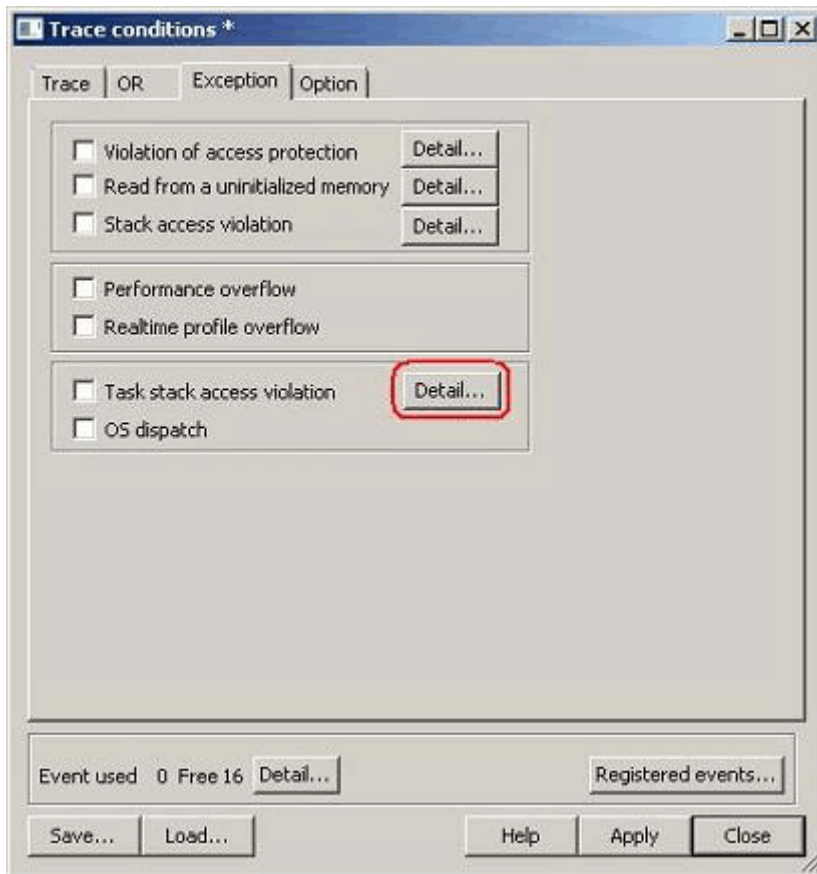 Trace conditions *
Trace OR Exception Option
Violation of access protection Detail...
Read from a uninitialized memory Detail...
Stack access violation Detail...
Performance overflow
Realtime profile overflow
Task stack access violation Detail...
OS dispatch
Event used 0 Free 16 Detail... Registered events...
Save... Load... Help Apply Close